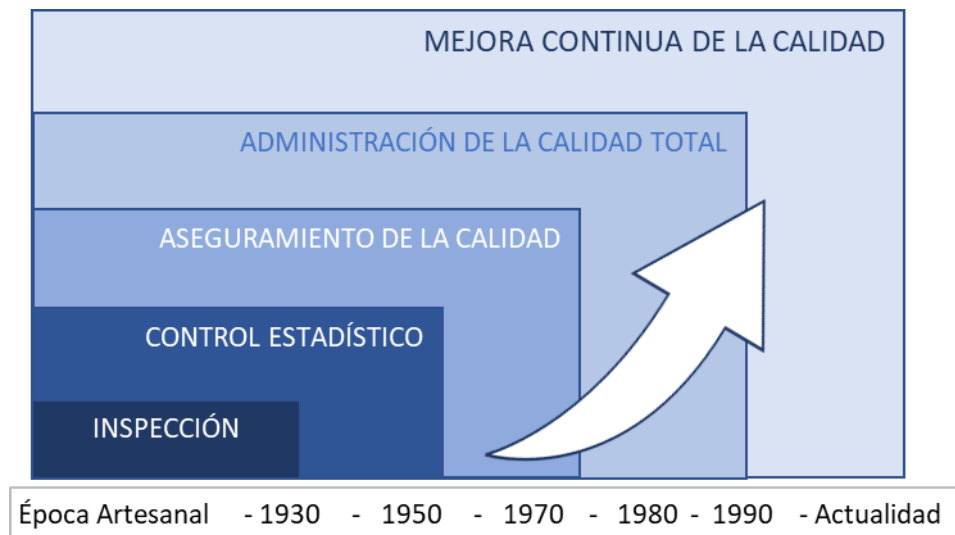 MEJORA CONTINUA DE LA CALIDAD
ADMINISTRACIÓN DE LA CALIDAD TOTAL
ASEGURAMIENTO DE LA CALIDAD
CONTROL ESTADÍSTICO
INSPECCIÓN
Época Artesanal - 1930 - 1950 - 1970 - 1980 - 1990 - Actualidad